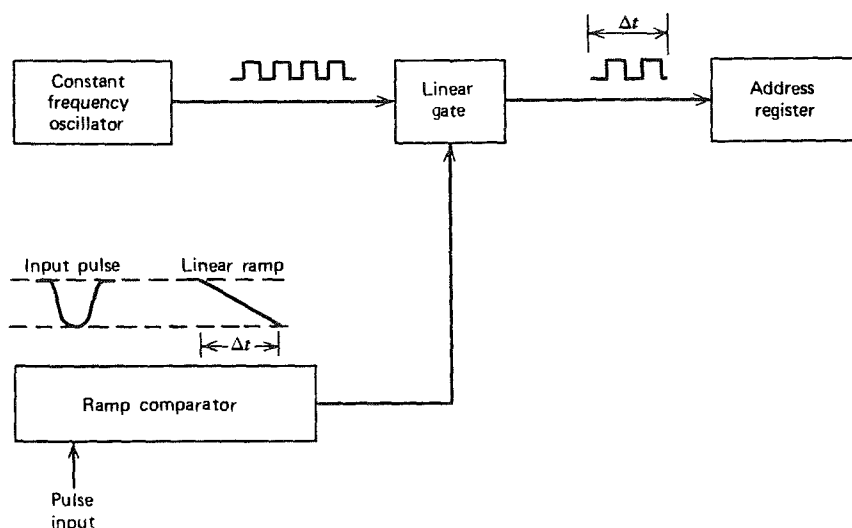 Δt
Constant
frequency
oscillator
Linear
gate
Address
register
Input pulse
Linear ramp
Δt
Ramp comparator
Pulse
input